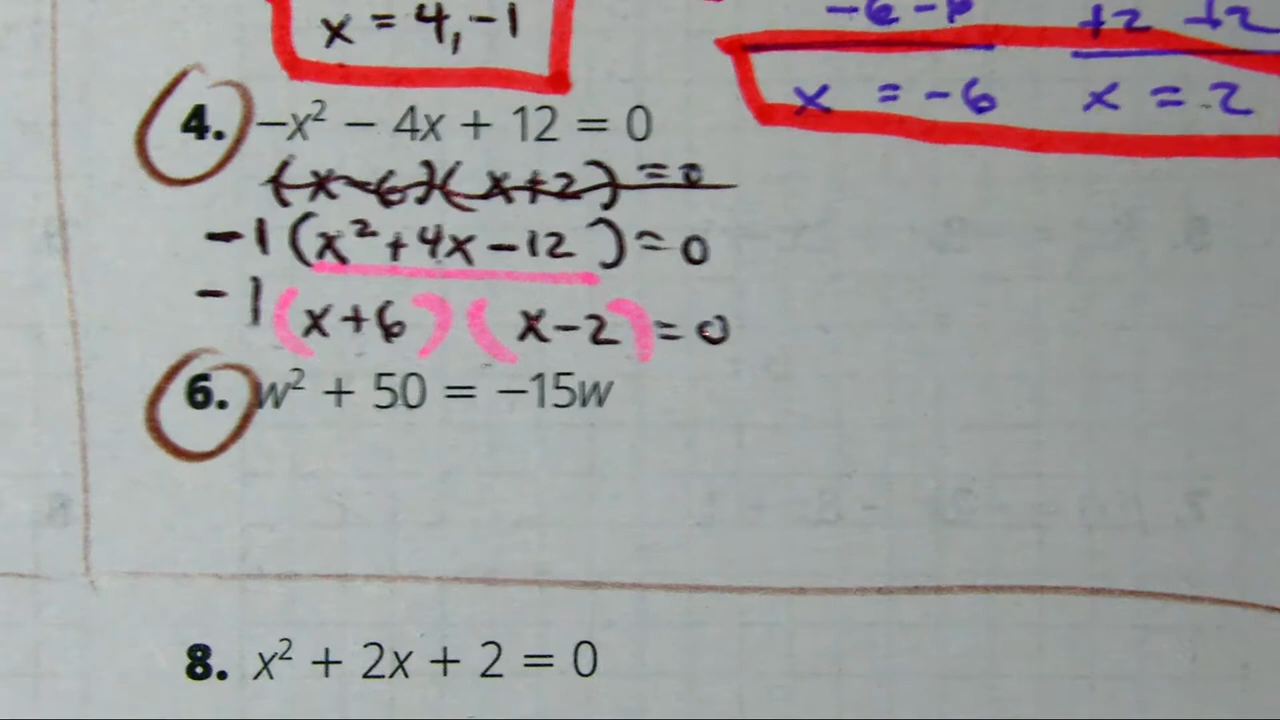 x = 4, -1
-6 -6 +2 +2
x = -6 x = 2
4. −x² − 4x + 12 = 0
(x-6)(x+2) = 0
-1(x²+4x-12) = 0
-1(x+6)(x-2) = 0
6. w² + 50 = −15w
8. x² + 2x + 2 = 0